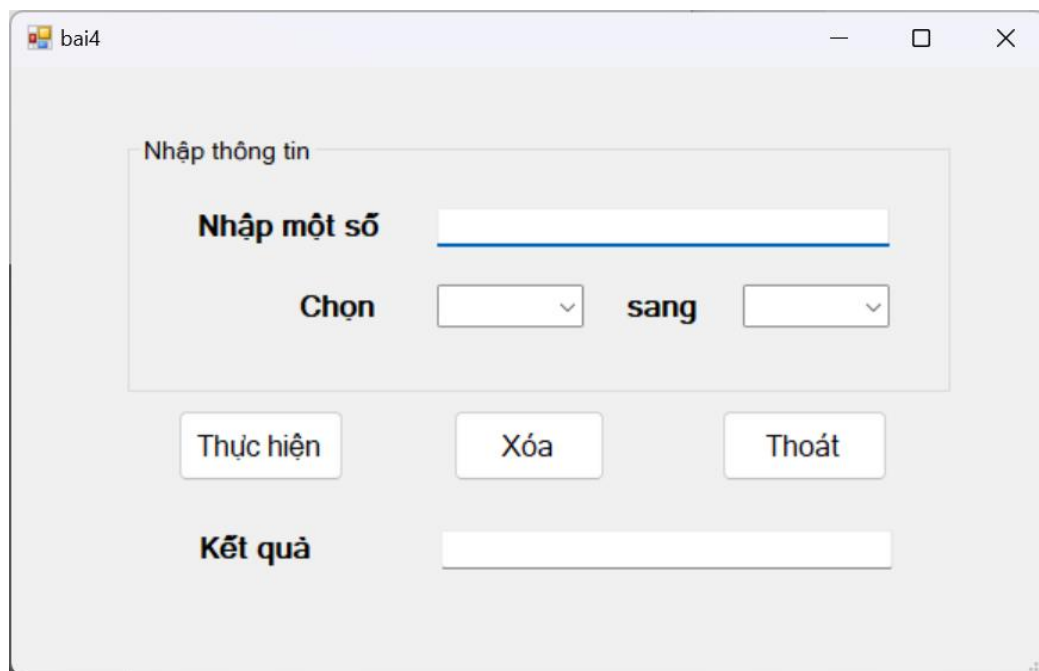 bai4
Nhập thông tin
Nhập một số
Chọn sang
Thực hiện Xóa Thoát
Kết quả